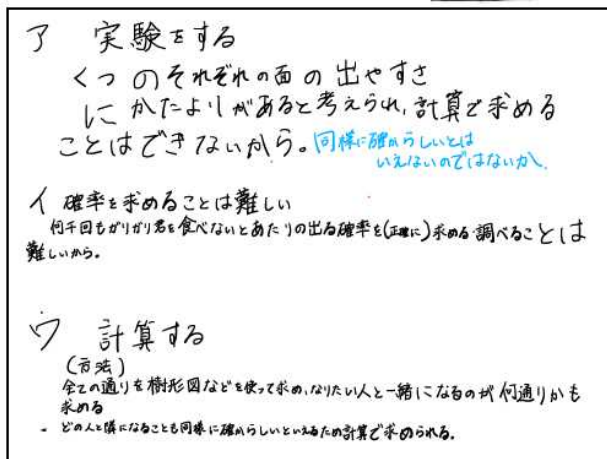 ア 実験をする
くつのそれぞれの面の出やすさ
にかたよりがあると考えられ、計算で求める
ことはできないから。同様に確からしいとは
いえないのではないか。
イ 確率を求めることは難しい
何千回もガリガリ君を食べないとあたりの出る確率を(正確に)求める調べることは
難しいから。
ウ 計算する
(方法)
全ての通りを樹形図などを使って求め、なりたい人と一緒になるのが何通りかも
求める
・どの人と隣になることも同様に確からしいといえるため計算で求められる。